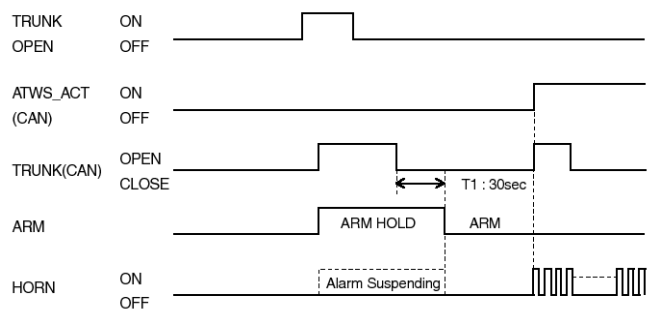 TRUNK ON
OPEN OFF
ATWS_ACT ON
(CAN) OFF
TRUNK(CAN) OPEN
CLOSE
T1 : 30sec
ARM ARM HOLD ARM
HORN ON
OFF
Alarm Suspending